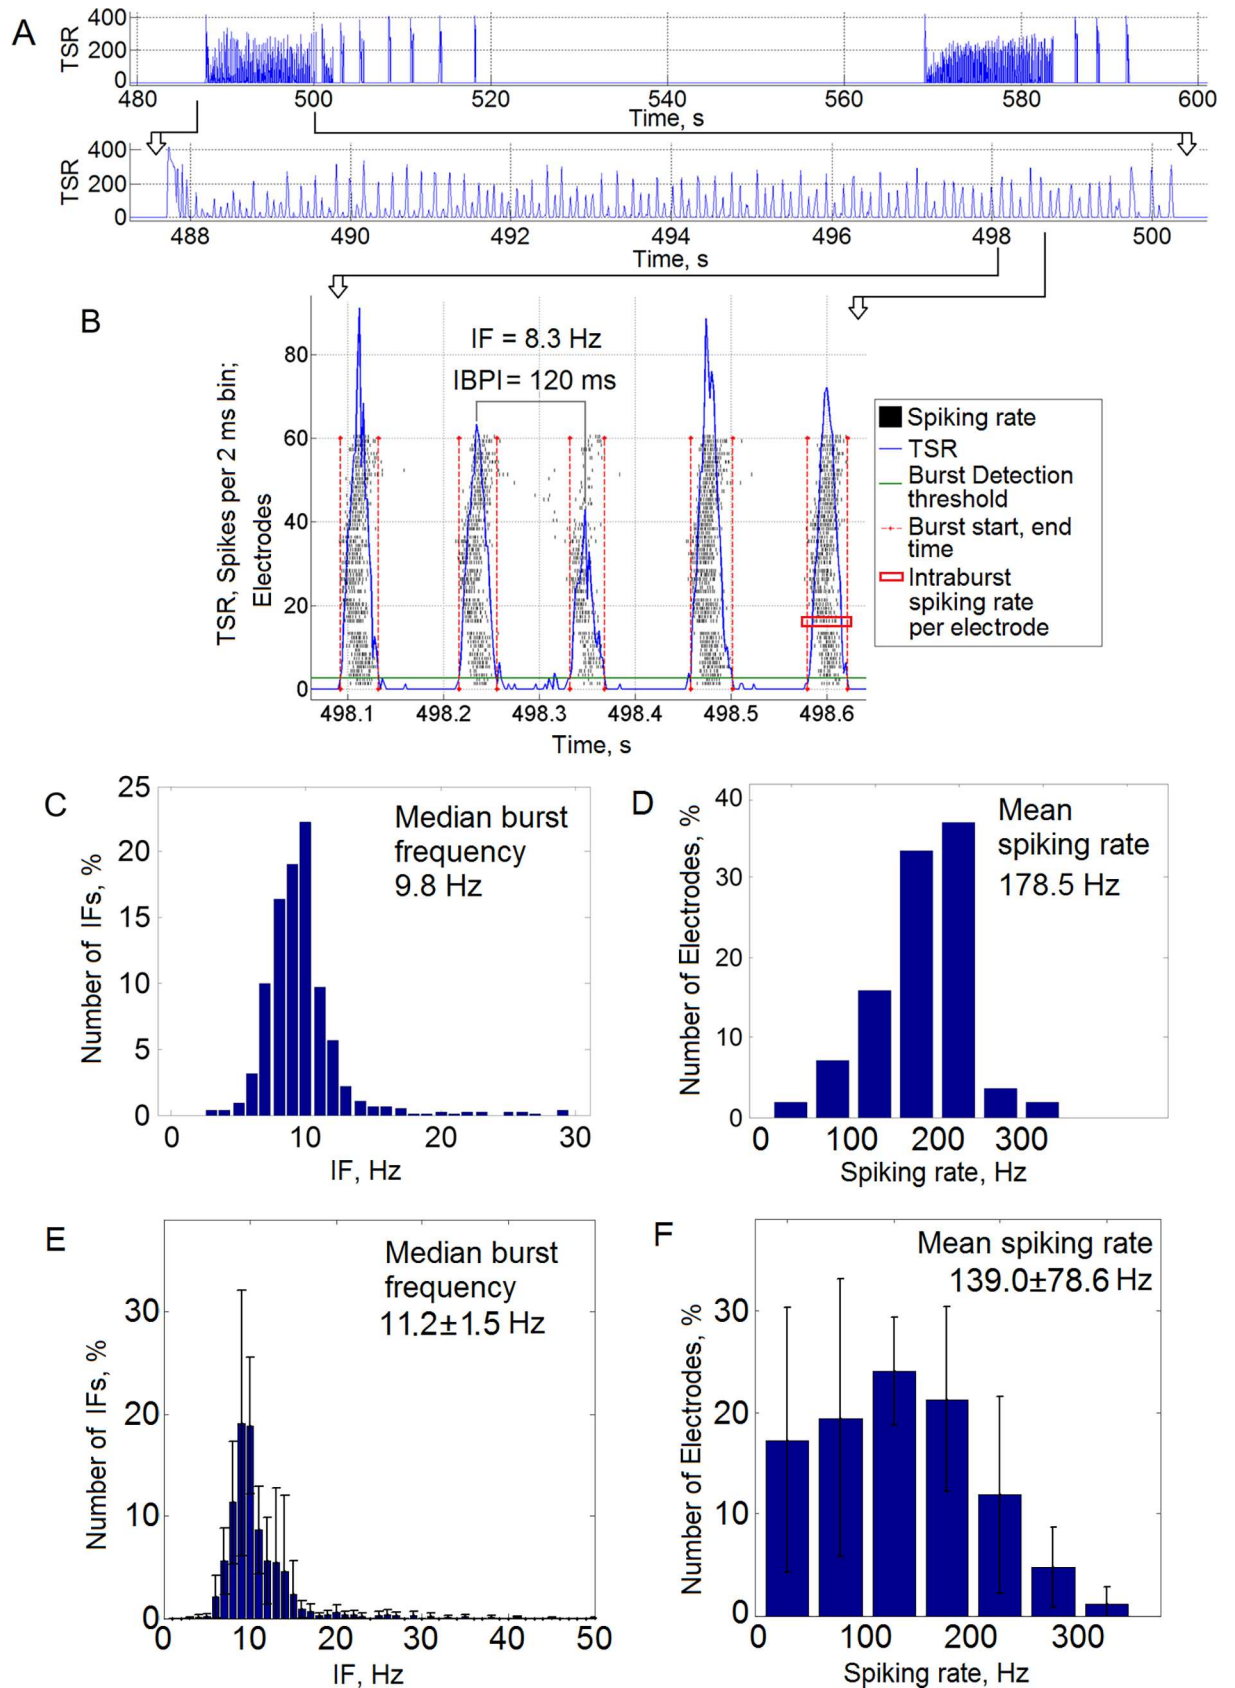 A
TSR
400
200
0
480
500
520
540
560
580
600
Time, s
TSR
400
200
0
488
490
492
494
496
498
500
Time, s
B
TSR, Spikes per 2 ms bin;
Electrodes
80
60
40
20
0
IF = 8.3 Hz
IBPI= 120 ms
498.1
498.2
498.3
498.4
498.5
498.6
Time, s
Spiking rate
TSR
Burst Detection
threshold
Burst start, end
time
Intraburst
spiking rate
per electrode
C
Number of IFs, %
25
20
15
10
5
0
Median burst
frequency
9.8 Hz
0
10
20
30
IF, Hz
D
Number of Electrodes, %
40
30
20
10
0
Mean
spiking rate
178.5 Hz
0
100
200
300
Spiking rate, Hz
E
Number of IFs, %
30
20
10
0
Median burst
frequency
11.2±1.5 Hz
0
10
20
30
40
50
IF, Hz
F
Number of Electrodes, %
30
20
10
0
Mean spiking rate
139.0±78.6 Hz
0
100
200
300
Spiking rate, Hz